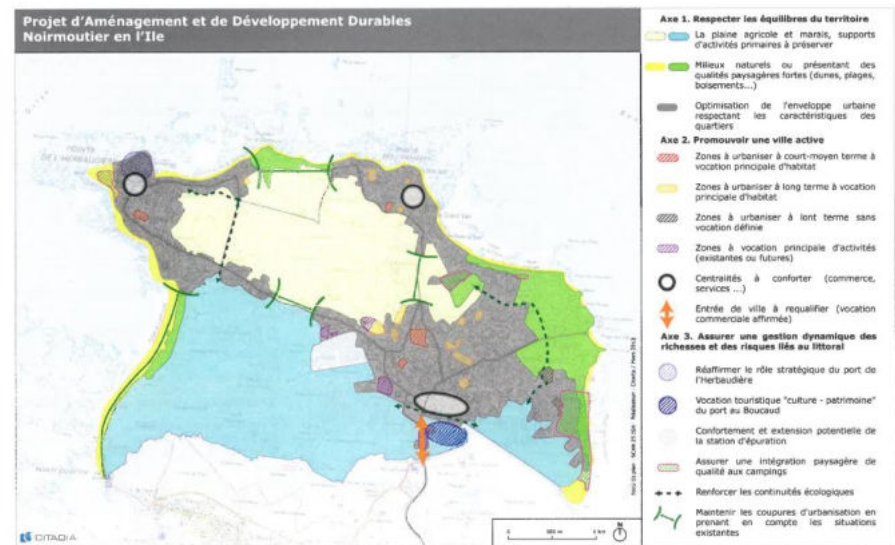 Projet d'Aménagement et de Développement Durables
Noirmoutier en l'Ile
POINTE
DE L'HERBAUDIÈRE
CITADIA
0 500 m 1 km
N
Axe 1. Respecter les équilibres du territoire
La plaine agricole et marais, supports
d'activités primaires à préserver
Milieux naturels ou présentant des
qualités paysagères fortes (dunes, plages,
boisements...)
Optimisation de l'enveloppe urbaine
respectant les caractéristiques des
quartiers
Axe 2. Promouvoir une ville active
Zones à urbaniser à court-moyen terme à
vocation principale d'habitat
Zones à urbaniser à long terme à vocation
principale d'habitat
Zones à urbaniser à lont terme sans
vocation définie
Zones à vocation principale d'activités
(existantes ou futures)
Centralités à conforter (commerce,
services ...)
Entrée de ville à requalifier (vocation
commerciale affirmée)
Axe 3. Assurer une gestion dynamique des
richesses et des risques liés au littoral
Réaffirmer le rôle stratégique du port de
l'Herbaudière
Vocation touristique "culture - patrimoine"
du port au Boucaud
Confortement et extension potentielle de
la station d'épuration
Assurer une intégration paysagère de
qualité aux campings
Renforcer les continuités écologiques
Maintenir les coupures d'urbanisation en
prenant en compte les situations
existantes